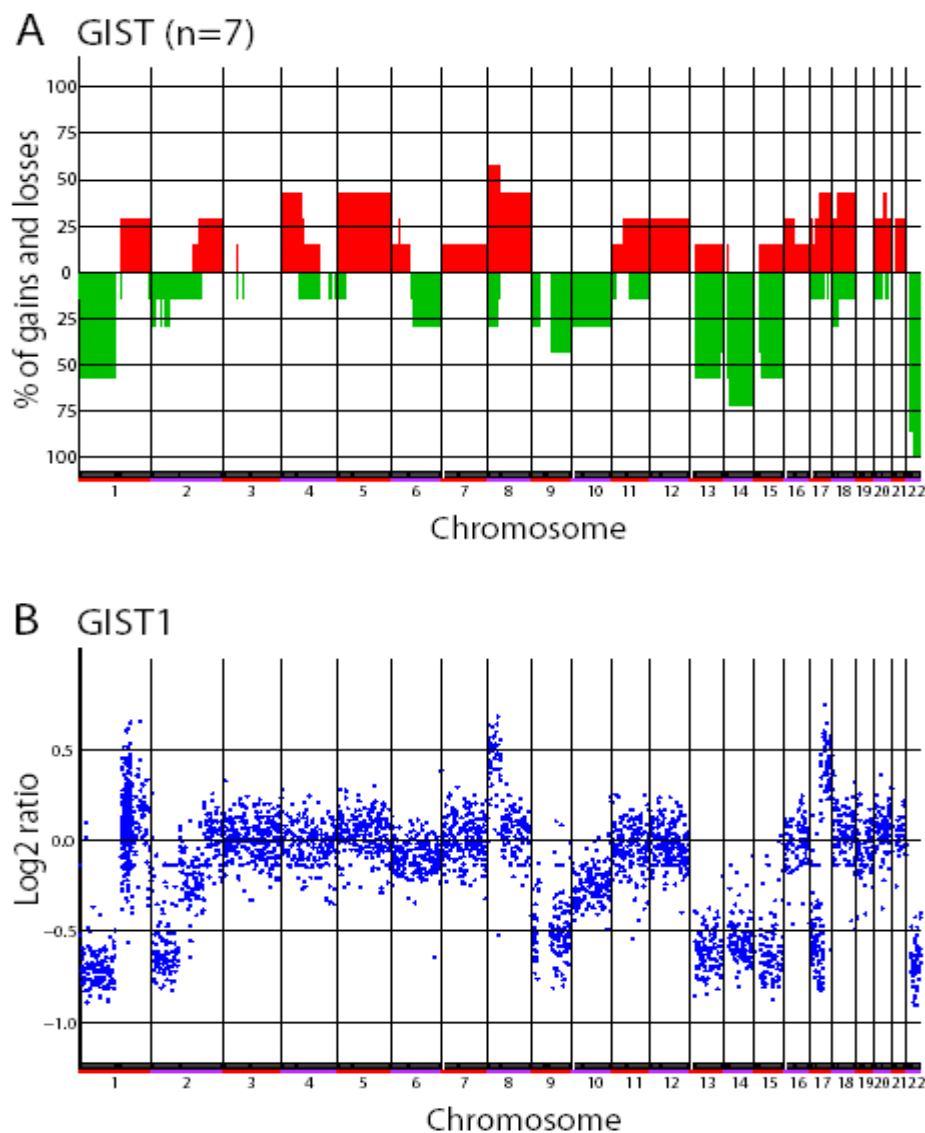 A GIST (n=7)
% of gains and losses
100
75
50
25
0
25
50
75
100
1 2 3 4 5 6 7 8 9 10 11 12 13 14 15 16 17 18 19 20 21 22
Chromosome
B GIST1
Log2 ratio
0.5
0.0
−0.5
−1.0
1 2 3 4 5 6 7 8 9 10 11 12 13 14 15 16 17 18 19 20 21 22
Chromosome